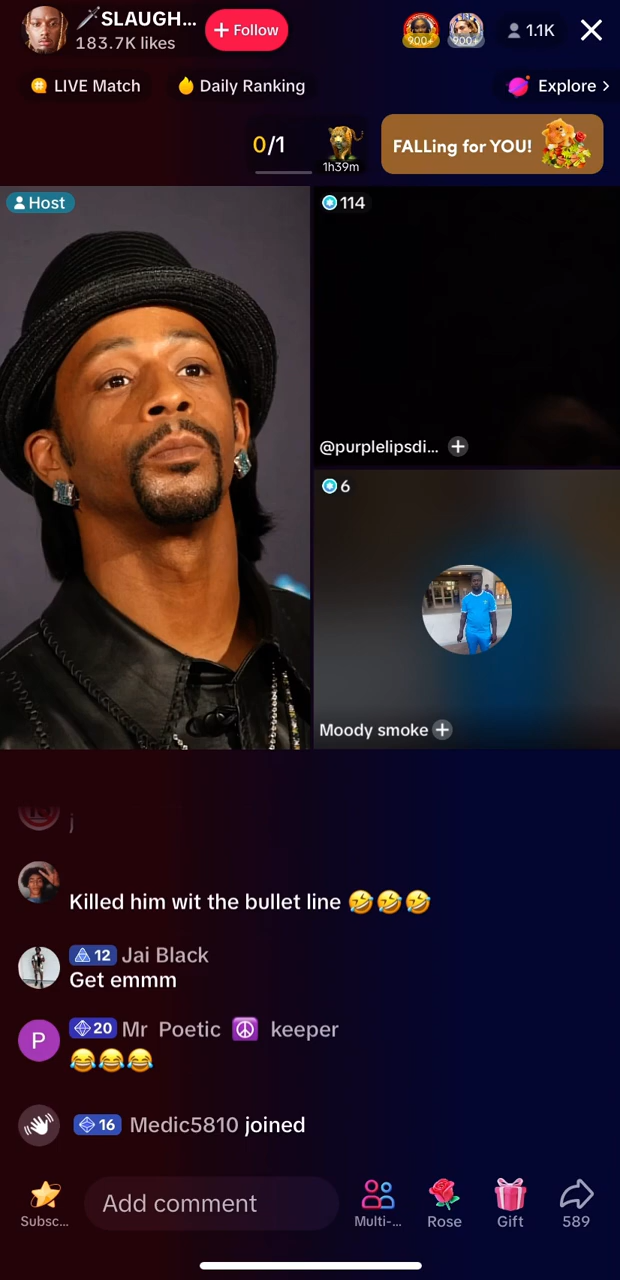 SLAUGH...
183.7K likes
+ Follow
900+
900+
1.1K
LIVE Match
Daily Ranking
Explore >
0/1
1h39m
FALLing for YOU!
Host
114
@purplelipsdi...
6
Moody smoke
j
Killed him wit the bullet line 🤣🤣🤣
12 Jai Black
Get emmm
P
20 Mr Poetic ☮️ keeper
😂😂😂
16 Medic5810 joined
Add comment
Subsc...
Multi-...
Rose
Gift
589